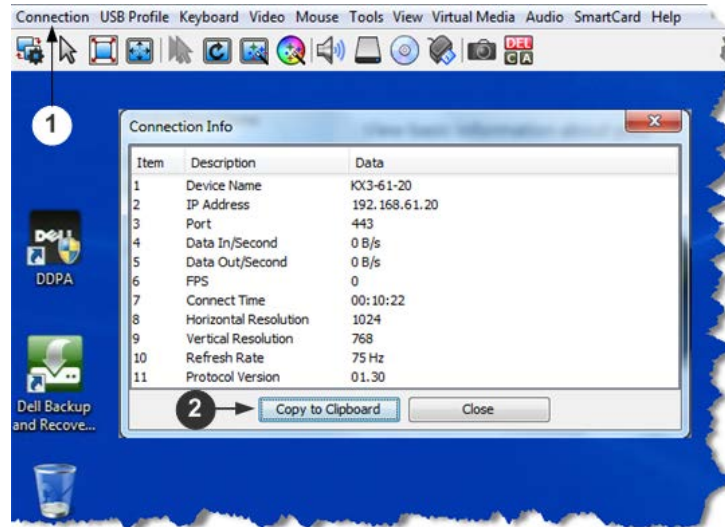 Connection USB Profile Keyboard Video Mouse Tools View Virtual Media Audio SmartCard Help
DEL
C A
1
Connection Info
Item Description Data
1 Device Name KX3-61-20
2 IP Address 192.168.61.20
3 Port 443
4 Data In/Second 0 B/s
5 Data Out/Second 0 B/s
6 FPS 0
7 Connect Time 00:10:22
8 Horizontal Resolution 1024
9 Vertical Resolution 768
10 Refresh Rate 75 Hz
11 Protocol Version 01.30
2 Copy to Clipboard Close
DELL
DDPA
Dell Backup
and Recove...